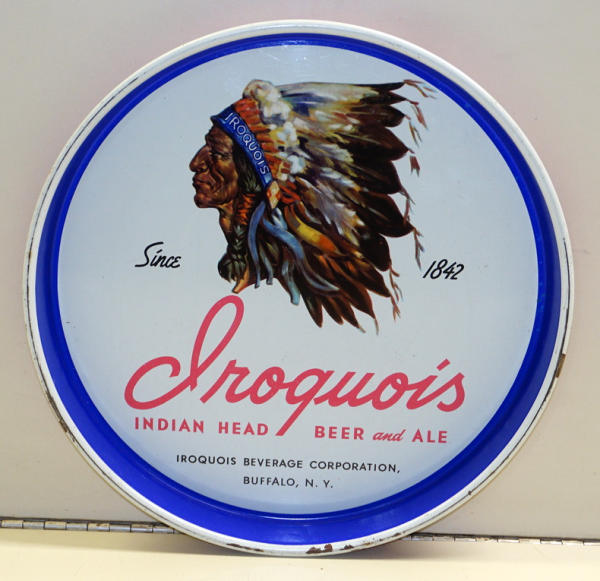 IROQUOIS
Since 1842
Iroquois
INDIAN HEAD BEER and ALE
IROQUOIS BEVERAGE CORPORATION,
BUFFALO, N. Y.